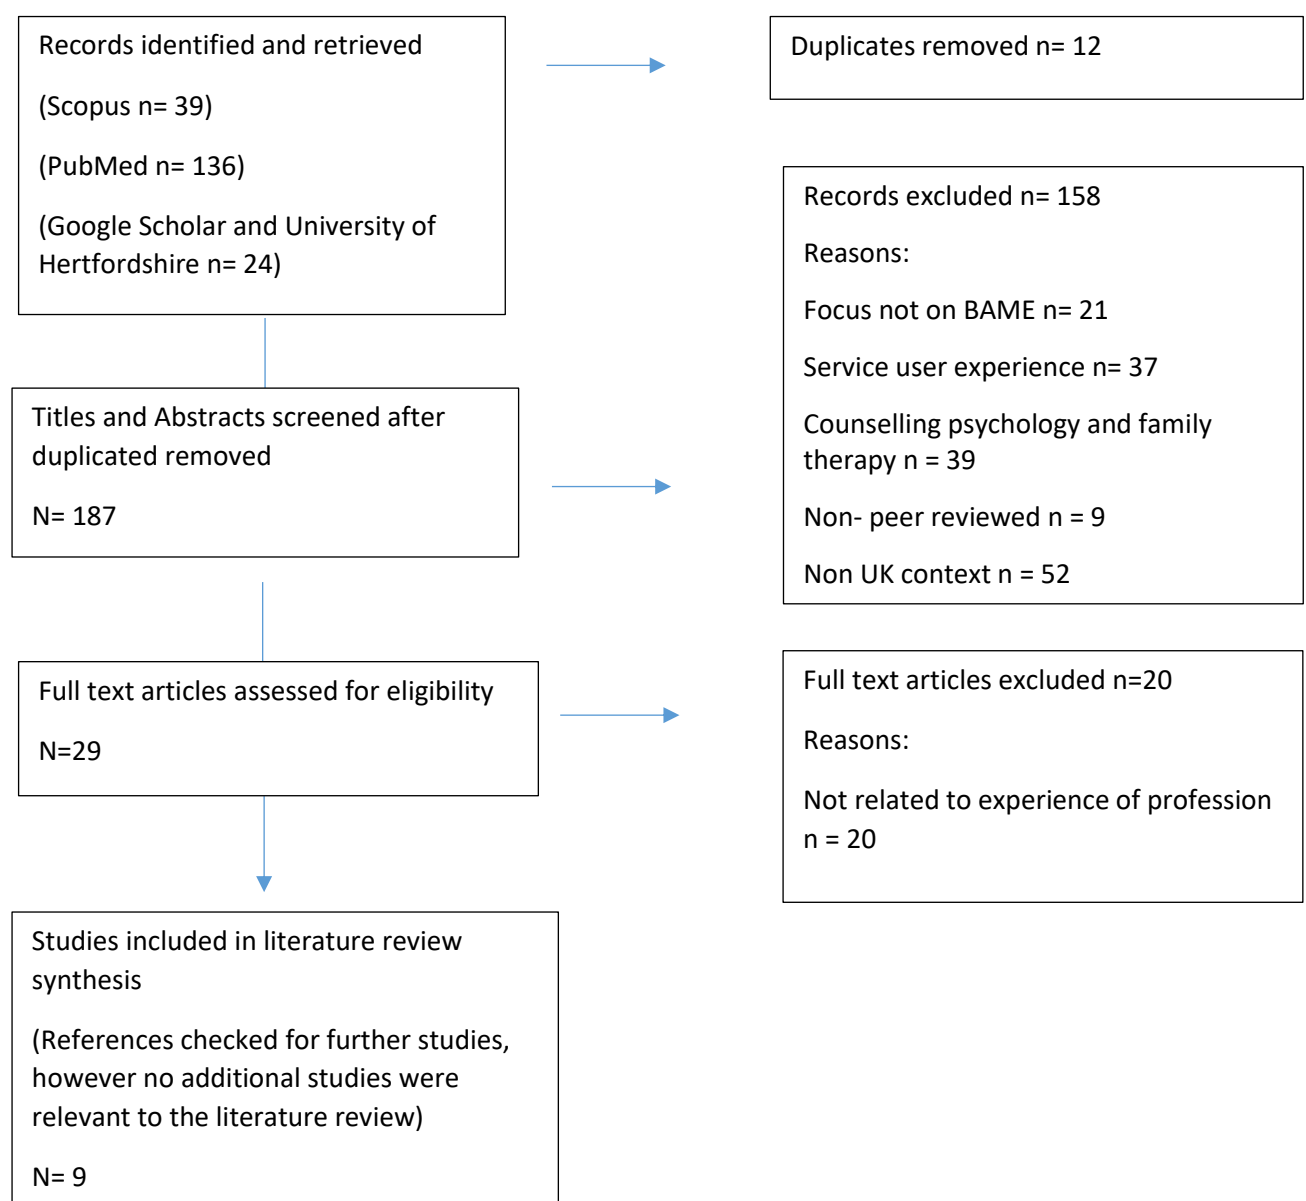 Records identified and retrieved
(Scopus n= 39)
(PubMed n= 136)
(Google Scholar and University of
Hertfordshire n= 24)
Duplicates removed n= 12
Titles and Abstracts screened after
duplicated removed
N= 187
Records excluded n= 158
Reasons:
Focus not on BAME n= 21
Service user experience n= 37
Counselling psychology and family
therapy n = 39
Non- peer reviewed n = 9
Non UK context n = 52
Full text articles assessed for eligibility
N=29
Full text articles excluded n=20
Reasons:
Not related to experience of profession
n = 20
Studies included in literature review
synthesis
(References checked for further studies,
however no additional studies were
relevant to the literature review)
N= 9